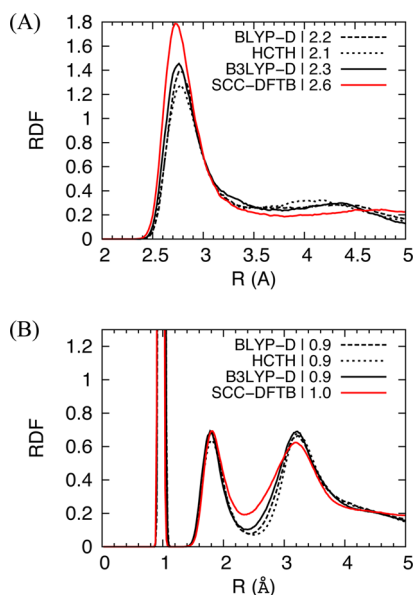 (A)
1.8
1.6
1.4
1.2
1
0.8
0.6
0.4
0.2
0
RDF
BLYP-D | 2.2
HCTH | 2.1
B3LYP-D | 2.3
SCC-DFTB | 2.6
2 2.5 3 3.5 4 4.5 5
R (A)
(B)
1.2
1
0.8
0.6
0.4
0.2
0
RDF
BLYP-D | 0.9
HCTH | 0.9
B3LYP-D | 0.9
SCC-DFTB | 1.0
0 1 2 3 4 5
R (Å)